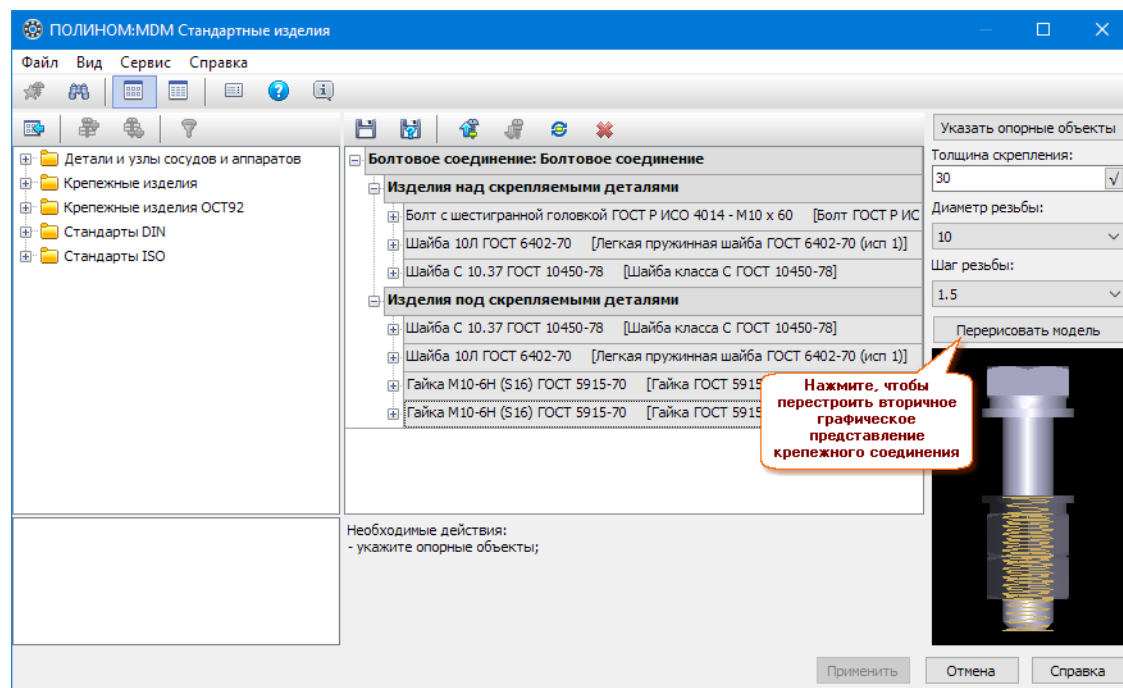 ПОЛИНОМ:MDM Стандартные изделия
Файл Вид Сервис Справка
Детали и узлы сосудов и аппаратов
Крепежные изделия
Крепежные изделия ОСТ92
Стандарты DIN
Стандарты ISO
Болтовое соединение: Болтовое соединение
Изделия над скрепляемыми деталями
Болт с шестигранной головкой ГОСТ Р ИСО 4014 - М10 x 60 [Болт ГОСТ Р ИС
Шайба 10Л ГОСТ 6402-70 [Легкая пружинная шайба ГОСТ 6402-70 (исп 1)]
Шайба С 10.37 ГОСТ 10450-78 [Шайба класса С ГОСТ 10450-78]
Изделия под скрепляемыми деталями
Шайба С 10.37 ГОСТ 10450-78 [Шайба класса С ГОСТ 10450-78]
Шайба 10Л ГОСТ 6402-70 [Легкая пружинная шайба ГОСТ 6402-70 (исп 1)]
Гайка М10-6Н (S16) ГОСТ 5915-70 [Гайка ГОСТ 5915
Гайка М10-6Н (S16) ГОСТ 5915-70 [Гайка ГОСТ 5915
Указать опорные объекты
Толщина скрепления:
30 √
Диаметр резьбы:
10
Шаг резьбы:
1.5
Перерисовать модель
Нажмите, чтобы
перестроить вторичное
графическое
представление
крепежного соединения
Необходимые действия:
- укажите опорные объекты;
Применить Отмена Справка